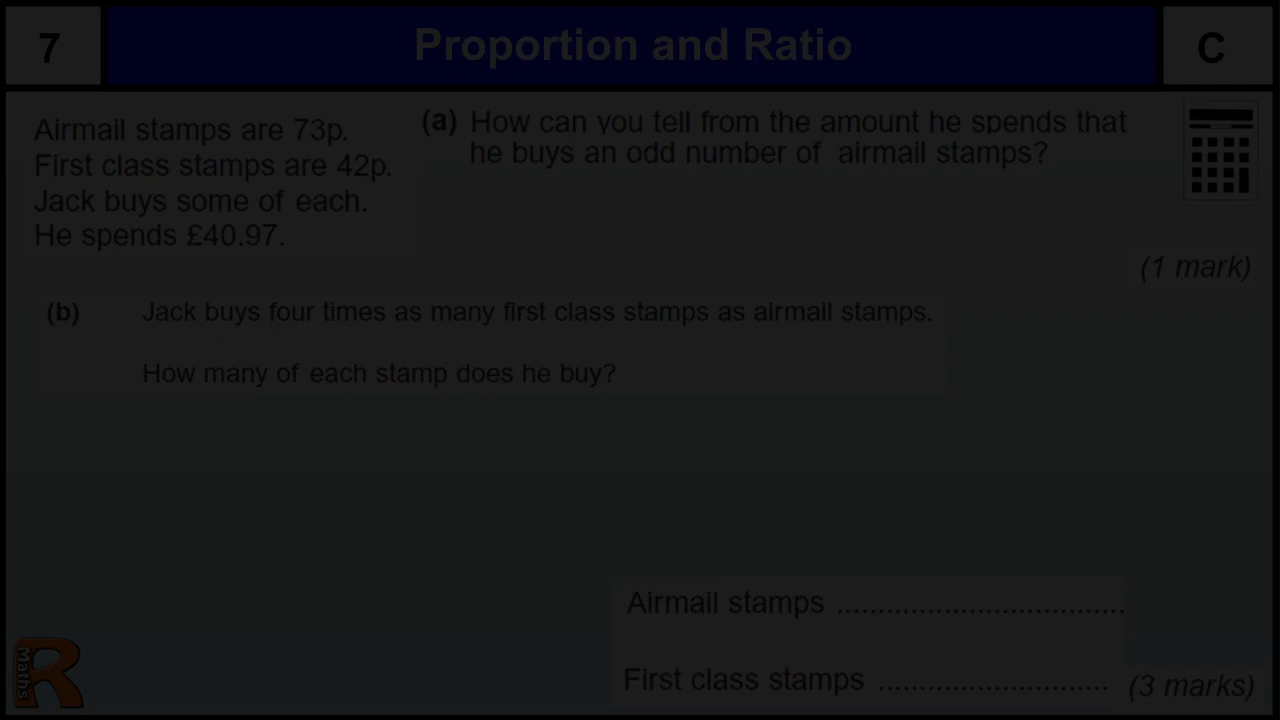 7
Proportion and Ratio
C
Airmail stamps are 73p.
First class stamps are 42p.
Jack buys some of each.
He spends £40.97.
(a) How can you tell from the amount he spends that
he buys an odd number of airmail stamps?
(1 mark)
(b) Jack buys four times as many first class stamps as airmail stamps.
How many of each stamp does he buy?
Airmail stamps ...................................
First class stamps ............................
(3 marks)
R
Maths